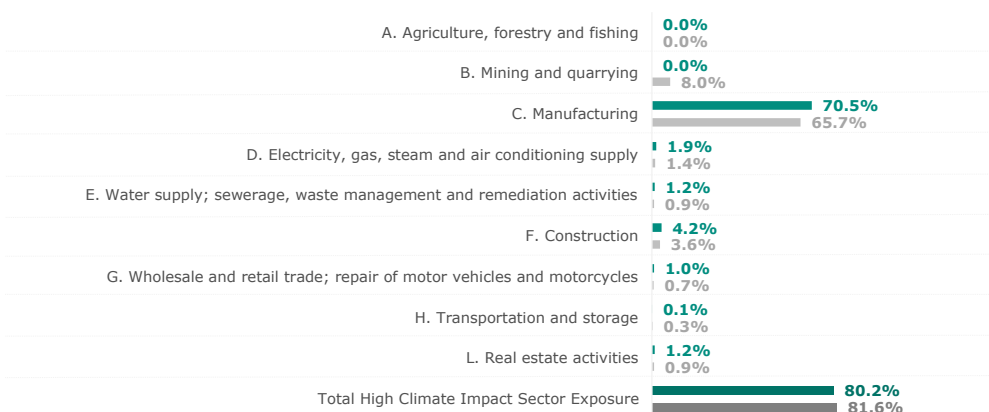 A. Agriculture, forestry and fishing
0.0%
0.0%
B. Mining and quarrying
0.0%
8.0%
C. Manufacturing
70.5%
65.7%
D. Electricity, gas, steam and air conditioning supply
1.9%
1.4%
E. Water supply; sewerage, waste management and remediation activities
1.2%
0.9%
F. Construction
4.2%
3.6%
G. Wholesale and retail trade; repair of motor vehicles and motorcycles
1.0%
0.7%
H. Transportation and storage
0.1%
0.3%
L. Real estate activities
1.2%
0.9%
Total High Climate Impact Sector Exposure
80.2%
81.6%